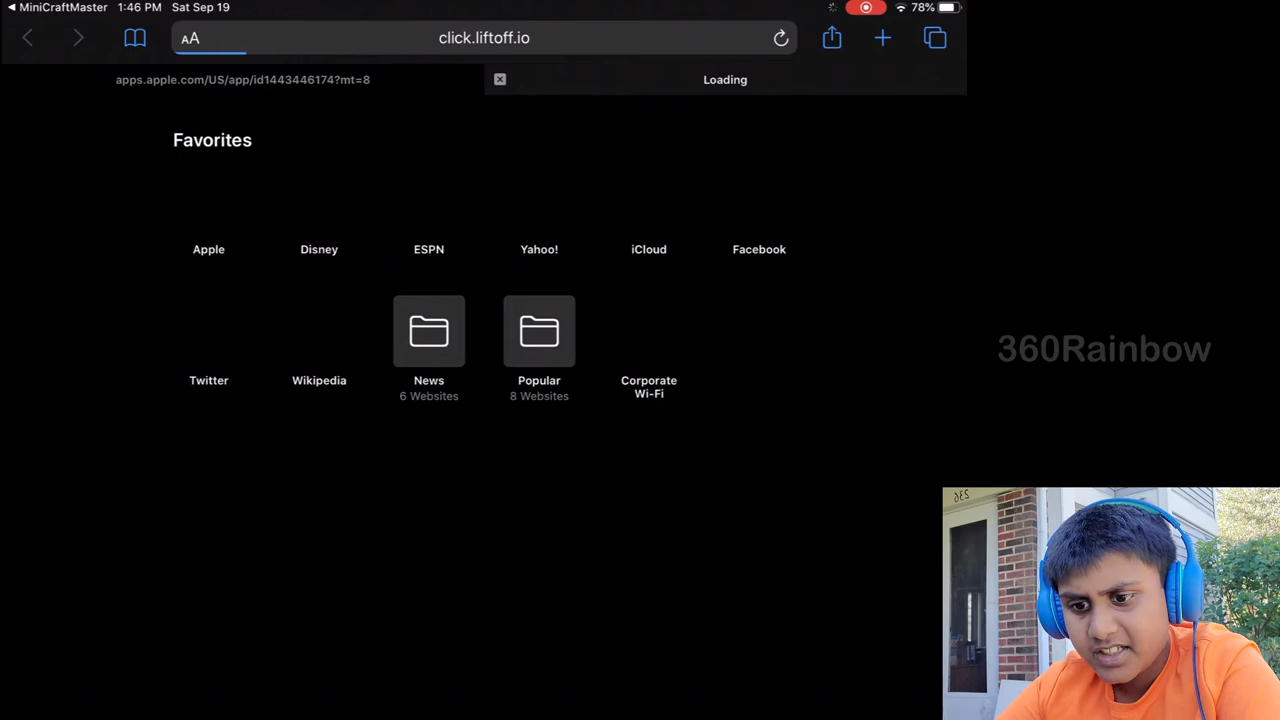 MiniCraftMaster 1:46 PM Sat Sep 19 78%
AA click.liftoff.io
apps.apple.com/US/app/id1443446174?mt=8 Loading
Favorites
Apple Disney ESPN Yahoo! iCloud Facebook
Twitter Wikipedia News Popular Corporate
6 Websites 8 Websites Wi-Fi
360Rainbow
236